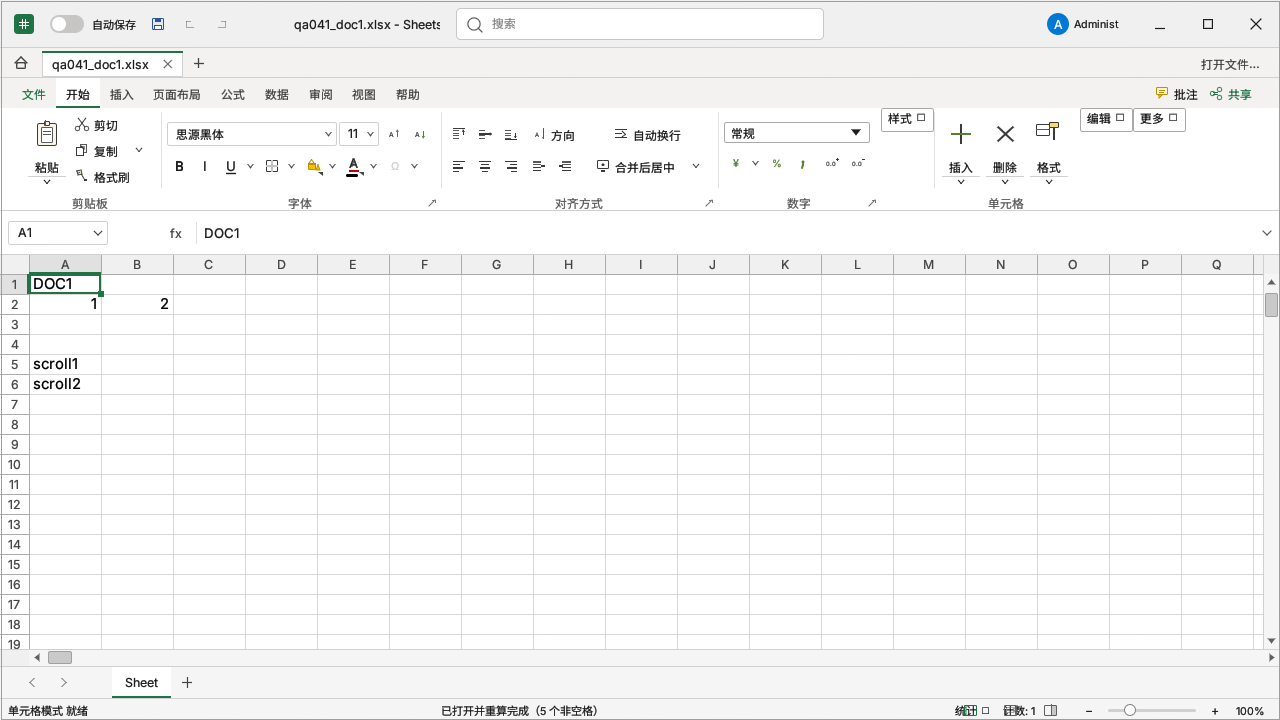 自动保存
qa041_doc1.xlsx - Sheets
搜索
A
Administ
qa041_doc1.xlsx
打开文件...
文件 开始 插入 页面布局 公式 数据 审阅 视图 帮助
批注 共享
粘贴
剪切
复制
格式刷
剪贴板
思源黑体 11
B I U A
字体
方向 自动换行
合并后居中
对齐方式
常规
¥ %
数字
样式
插入 删除 格式
单元格
编辑 更多
A1 fx DOC1
A B C D E F G H I J K L M N O P Q
1 DOC1
2 1 2
3
4
5 scroll1
6 scroll2
7
8
9
10
11
12
13
14
15
16
17
18
19
Sheet
单元格模式 就绪
已打开并重算完成（5 个非空格）
统计
计数: 1
100%